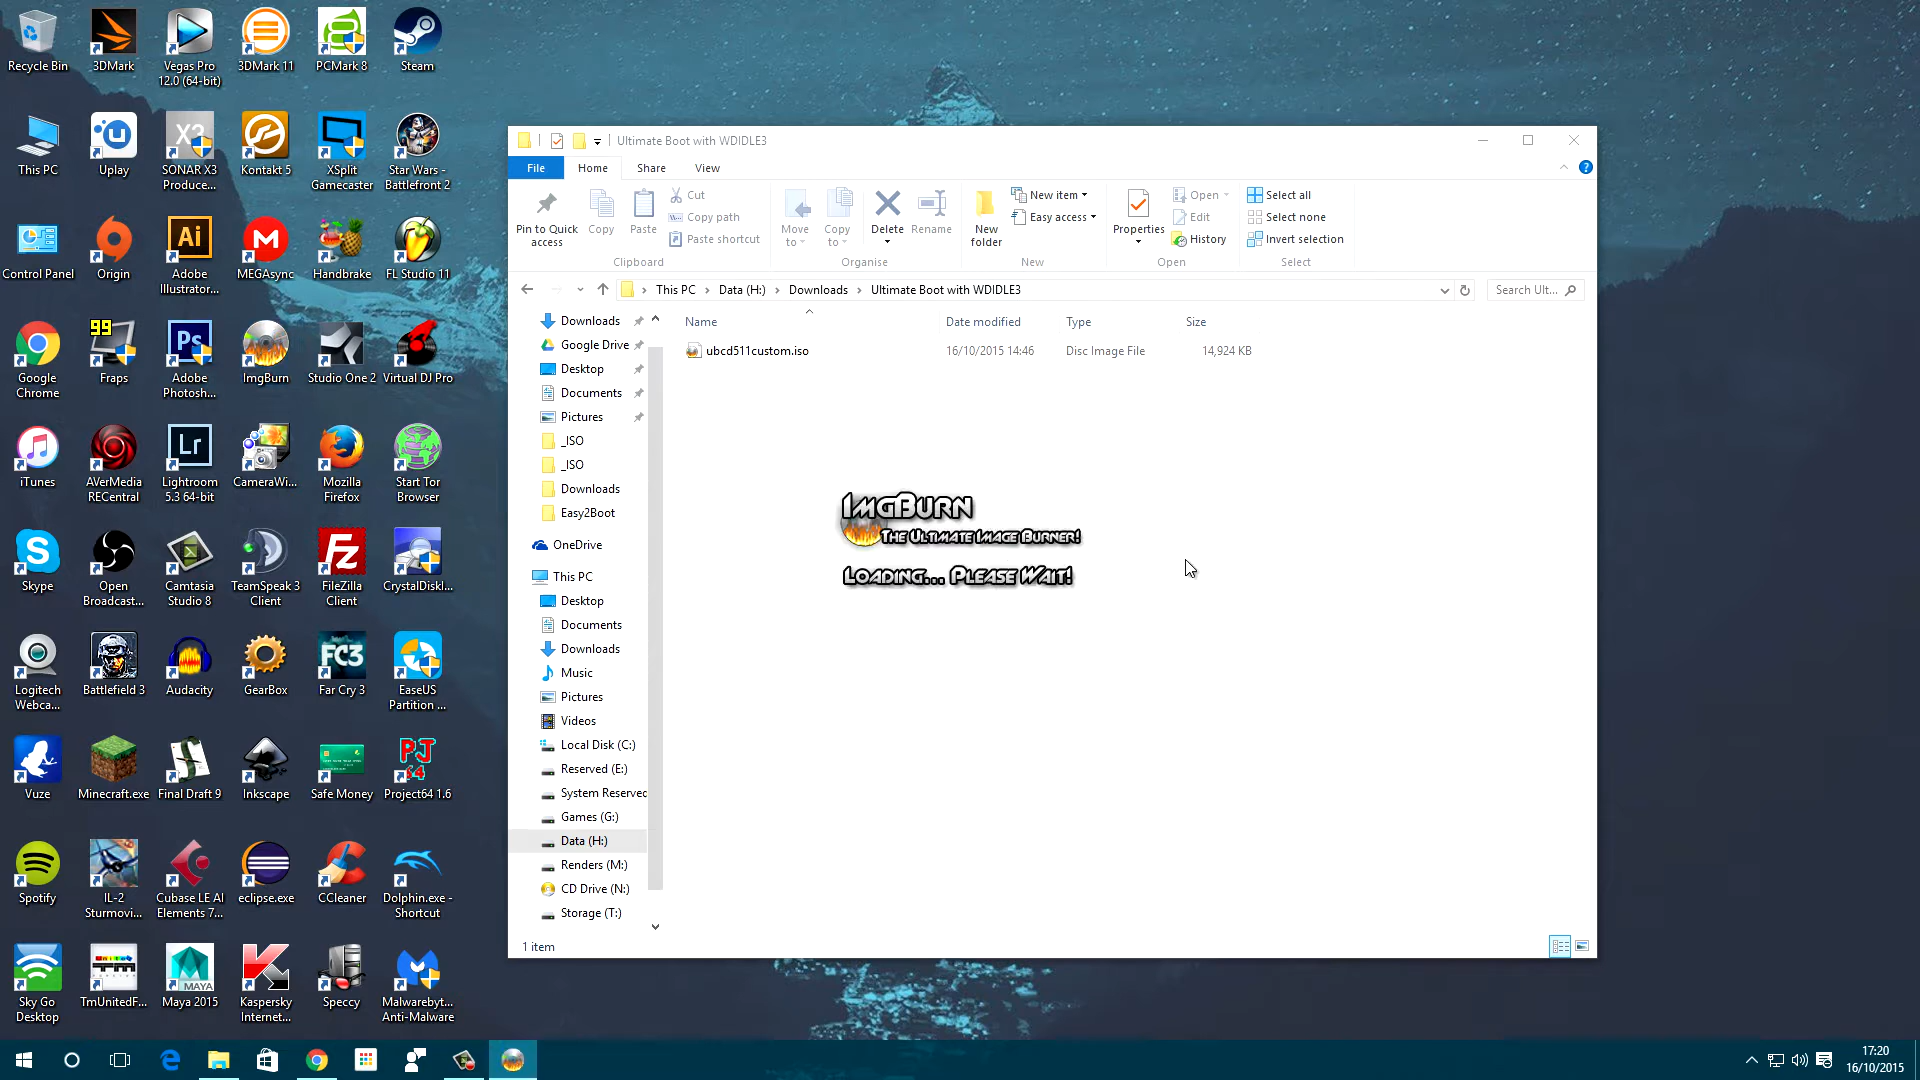 Recycle Bin
3DMark
Vegas Pro
12.0 (64-bit)
3DMark 11
PCMark 8
Steam
This PC
Uplay
SONAR X3
Produce...
Kontakt 5
XSplit
Gamecaster
Star Wars -
Battlefront 2
Control Panel
Origin
Adobe
Illustrator...
MEGAsync
Handbrake
FL Studio 11
Google
Chrome
99
Fraps
Adobe
Photosh...
ImgBurn
Studio One 2
Virtual DJ Pro
iTunes
AVerMedia
RECentral
Lightroom
5.3 64-bit
CameraWi...
Mozilla
Firefox
Start Tor
Browser
Skype
Open
Broadcast...
Camtasia
Studio 8
TeamSpeak 3
Client
FileZilla
Client
CrystalDiskI...
Logitech
Webca...
Battlefield 3
Audacity
GearBox
FC3
Far Cry 3
EaseUS
Partition ...
Vuze
Minecraft.exe
Final Draft 9
Inkscape
Safe Money
PJ
64
Project64 1.6
Spotify
IL-2
Sturmovi...
Cubase LE AI
Elements 7...
eclipse.exe
CCleaner
Dolphin.exe -
Shortcut
Sky Go
Desktop
TmUnitedF...
MAYA
Maya 2015
Kaspersky
Internet...
Speccy
Malwarebyt...
Anti-Malware
Ultimate Boot with WDIDLE3
File Home Share View
Pin to Quick
access
Copy
Paste
Cut
Copy path
Paste shortcut
Clipboard
Move
to
Copy
to
Delete
Rename
Organise
New
folder
New item
Easy access
New
Properties
Open
Edit
History
Open
Select all
Select none
Invert selection
Select
This PC > Data (H:) > Downloads > Ultimate Boot with WDIDLE3
Search Ult...
Downloads
Google Drive
Desktop
Documents
Pictures
_ISO
_ISO
Downloads
Easy2Boot
OneDrive
This PC
Desktop
Documents
Downloads
Music
Pictures
Videos
Local Disk (C:)
Reserved (E:)
System Reserved
Games (G:)
Data (H:)
Renders (M:)
CD Drive (N:)
Storage (T:)
Name Date modified Type Size
ubcd511custom.iso 16/10/2015 14:46 Disc Image File 14,924 KB
ImgBurn
The Ultimate Image Burner!
Loading... Please Wait!
1 item
17:20
16/10/2015